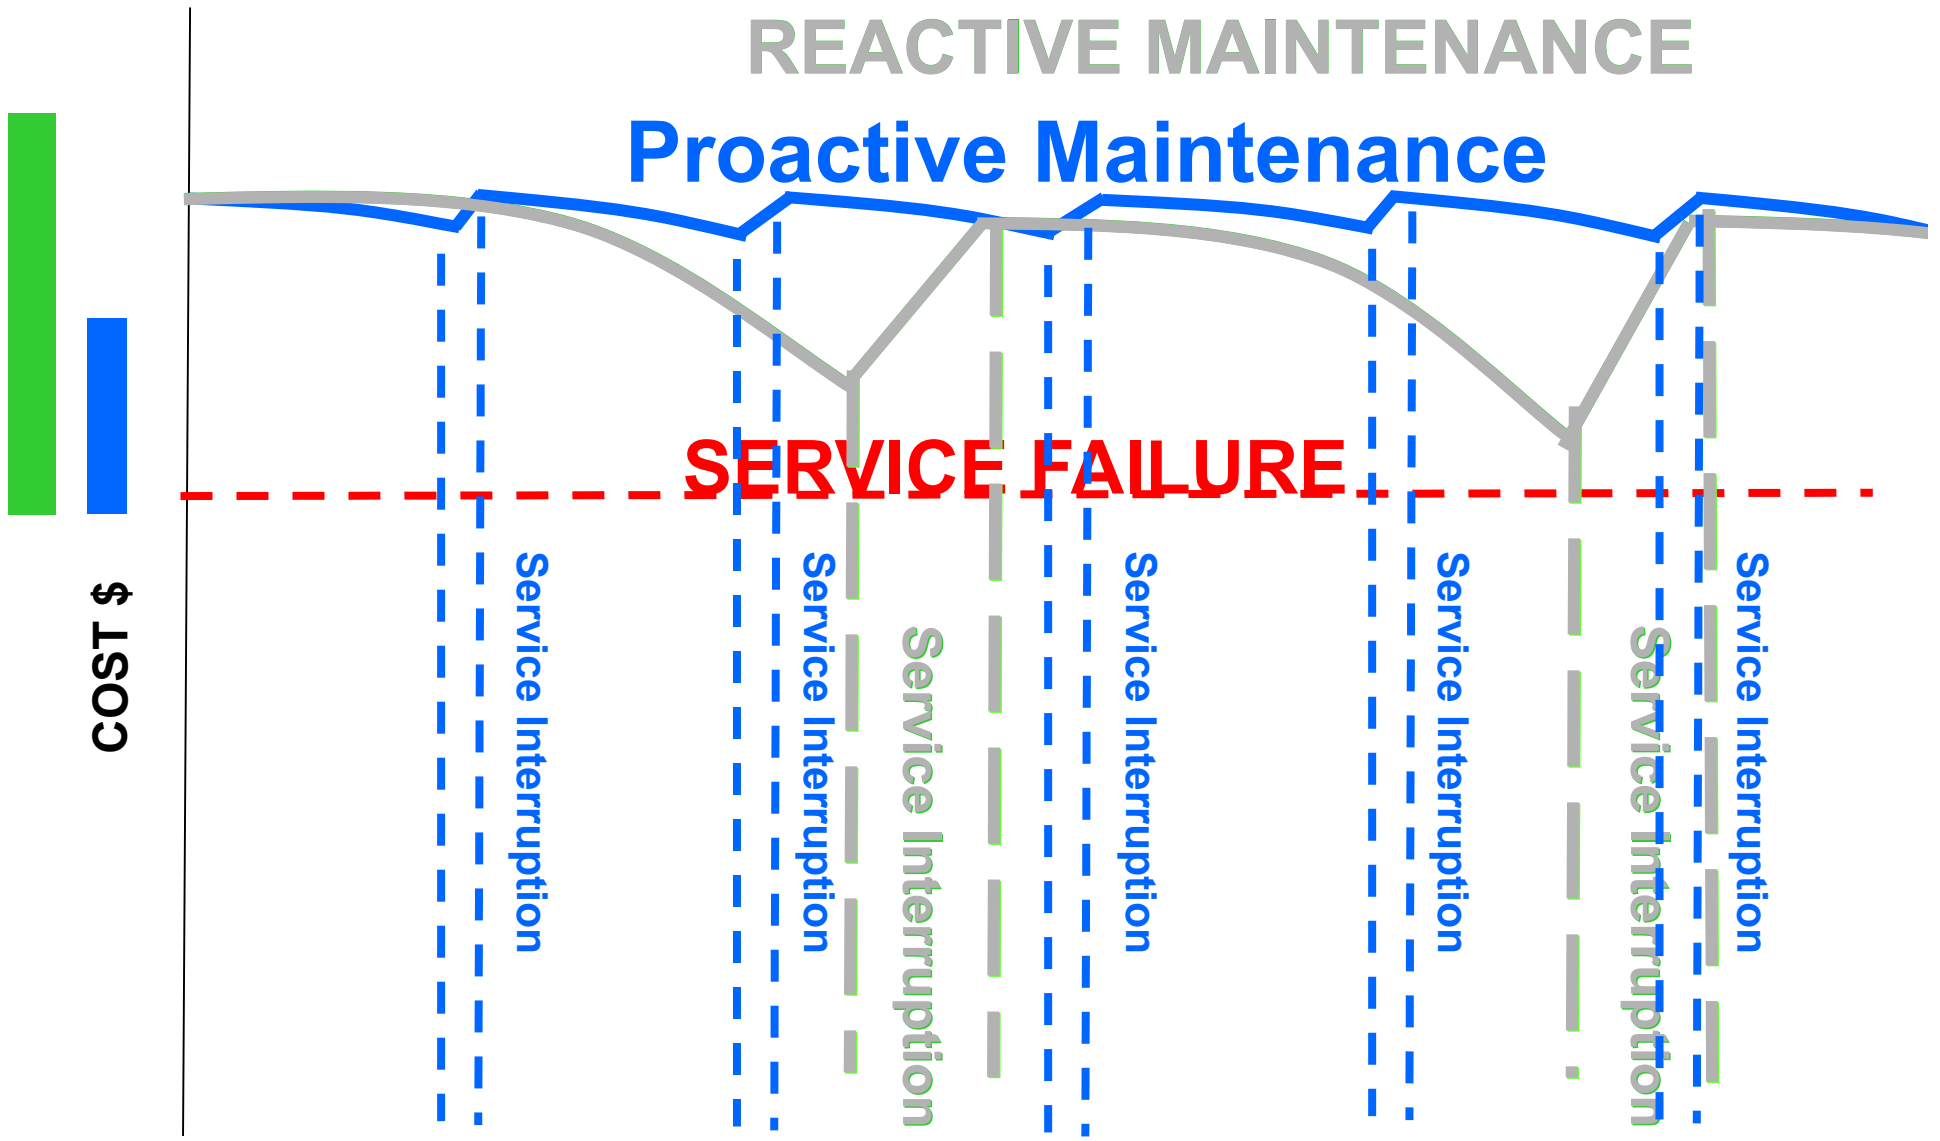 REACTIVE MAINTENANCE
Proactive Maintenance
SERVICE FAILURE
COST $
Service Interruption
Service Interruption
Service Interruption
Service Interruption
Service Interruption
Service Interruption
Service Interruption